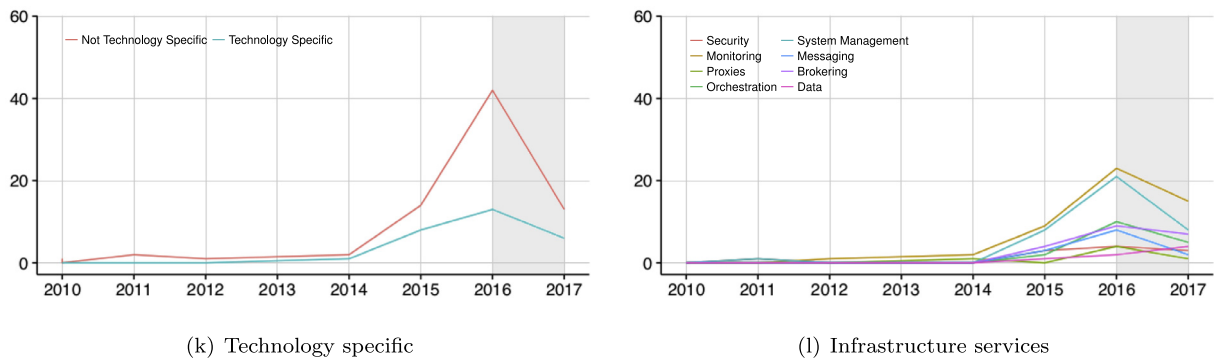 60
40
20
0
Not Technology Specific Technology Specific
2010 2011 2012 2013 2014 2015 2016 2017
(k) Technology specific
60
40
20
0
Security System Management
Monitoring Messaging
Proxies Brokering
Orchestration Data
2010 2011 2012 2013 2014 2015 2016 2017
(l) Infrastructure services